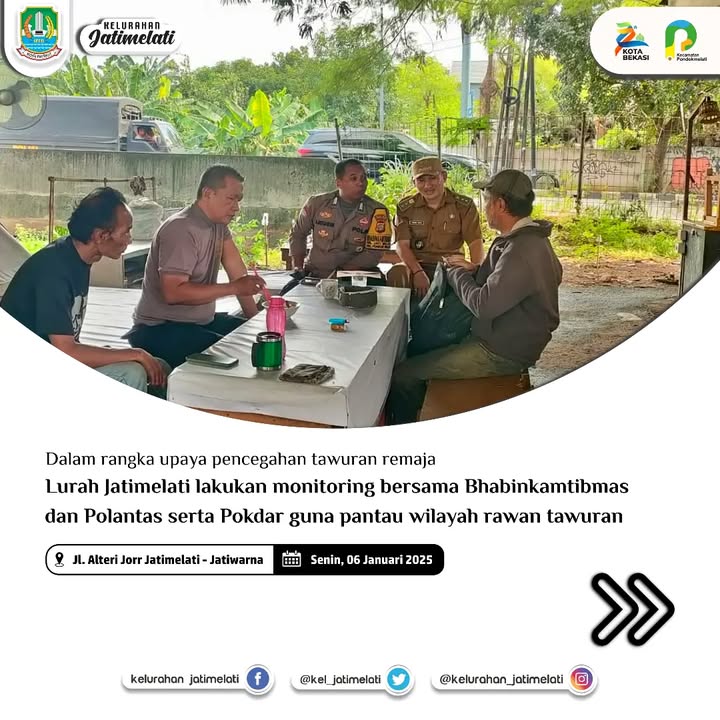 KELURAHAN
Jatimelati
KOTA
BEKASI
Kecamatan
Pondokmelati
Dalam rangka upaya pencegahan tawuran remaja
Lurah Jatimelati lakukan monitoring bersama Bhabinkamtibmas
dan Polantas serta Pokdar guna pantau wilayah rawan tawuran
Jl. Alteri Jorr Jatimelati - Jatiwarna
Senin, 06 Januari 2025
kelurahan jatimelati
@kel_jatimelati
@kelurahan_jatimelati